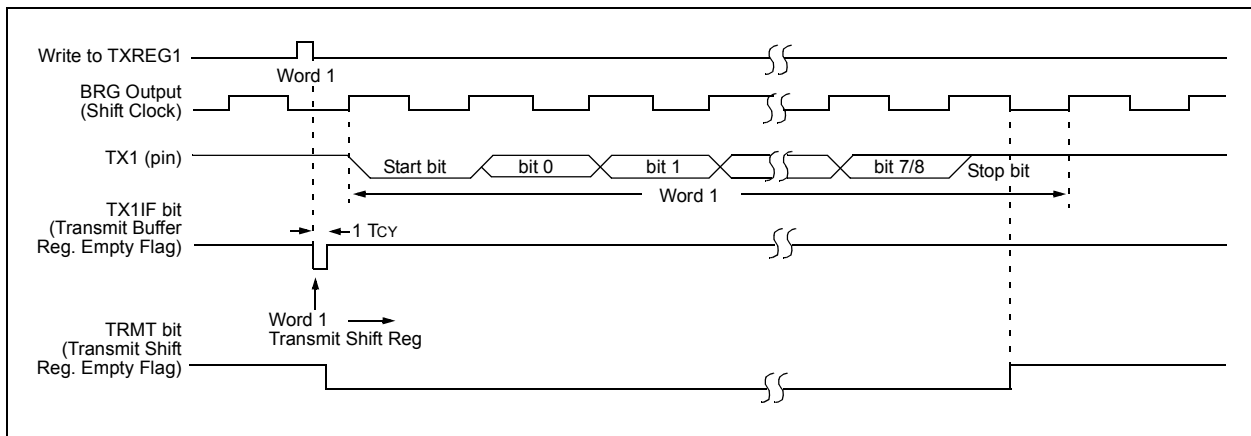 Write to TXREG1
Word 1
BRG Output
(Shift Clock)
TX1 (pin)
Start bit
bit 0
bit 1
bit 7/8
Stop bit
Word 1
TX1IF bit
(Transmit Buffer
Reg. Empty Flag)
1 TCY
Word 1
Transmit Shift Reg
TRMT bit
(Transmit Shift
Reg. Empty Flag)